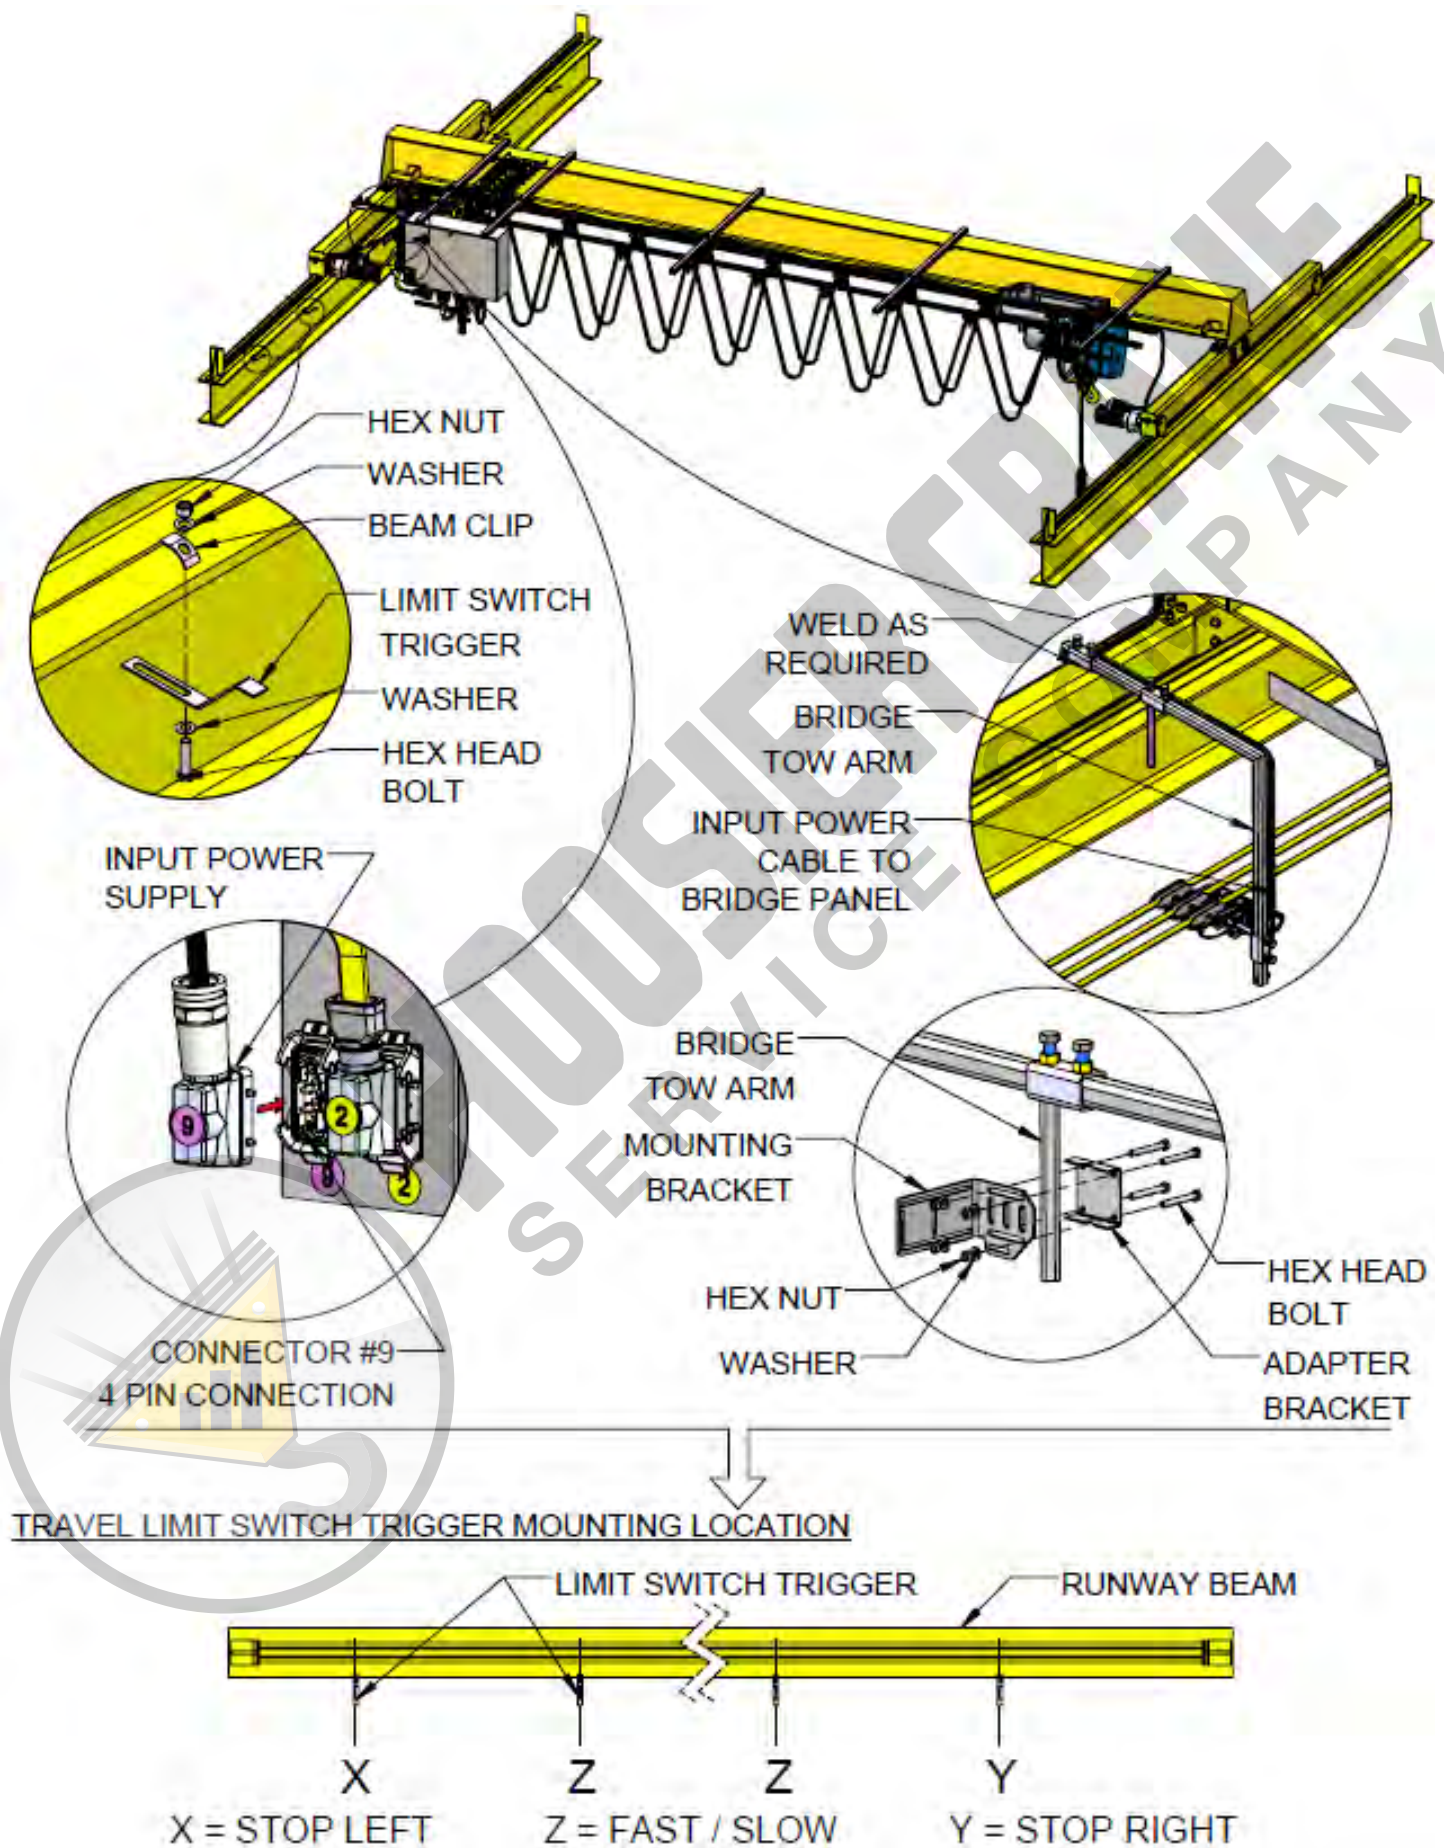 HEX NUT
WASHER
BEAM CLIP
LIMIT SWITCH
TRIGGER
WASHER
HEX HEAD
BOLT
WELD AS
REQUIRED
BRIDGE
TOW ARM
INPUT POWER
CABLE TO
BRIDGE PANEL
INPUT POWER
SUPPLY
9
2
9
2
CONNECTOR #9
4 PIN CONNECTION
BRIDGE
TOW ARM
MOUNTING
BRACKET
HEX NUT
WASHER
HEX HEAD
BOLT
ADAPTER
BRACKET
HOOSIER CRANE
SERVICE COMPANY
TRAVEL LIMIT SWITCH TRIGGER MOUNTING LOCATION
LIMIT SWITCH TRIGGER
RUNWAY BEAM
X Z Z Y
X = STOP LEFT Z = FAST / SLOW Y = STOP RIGHT